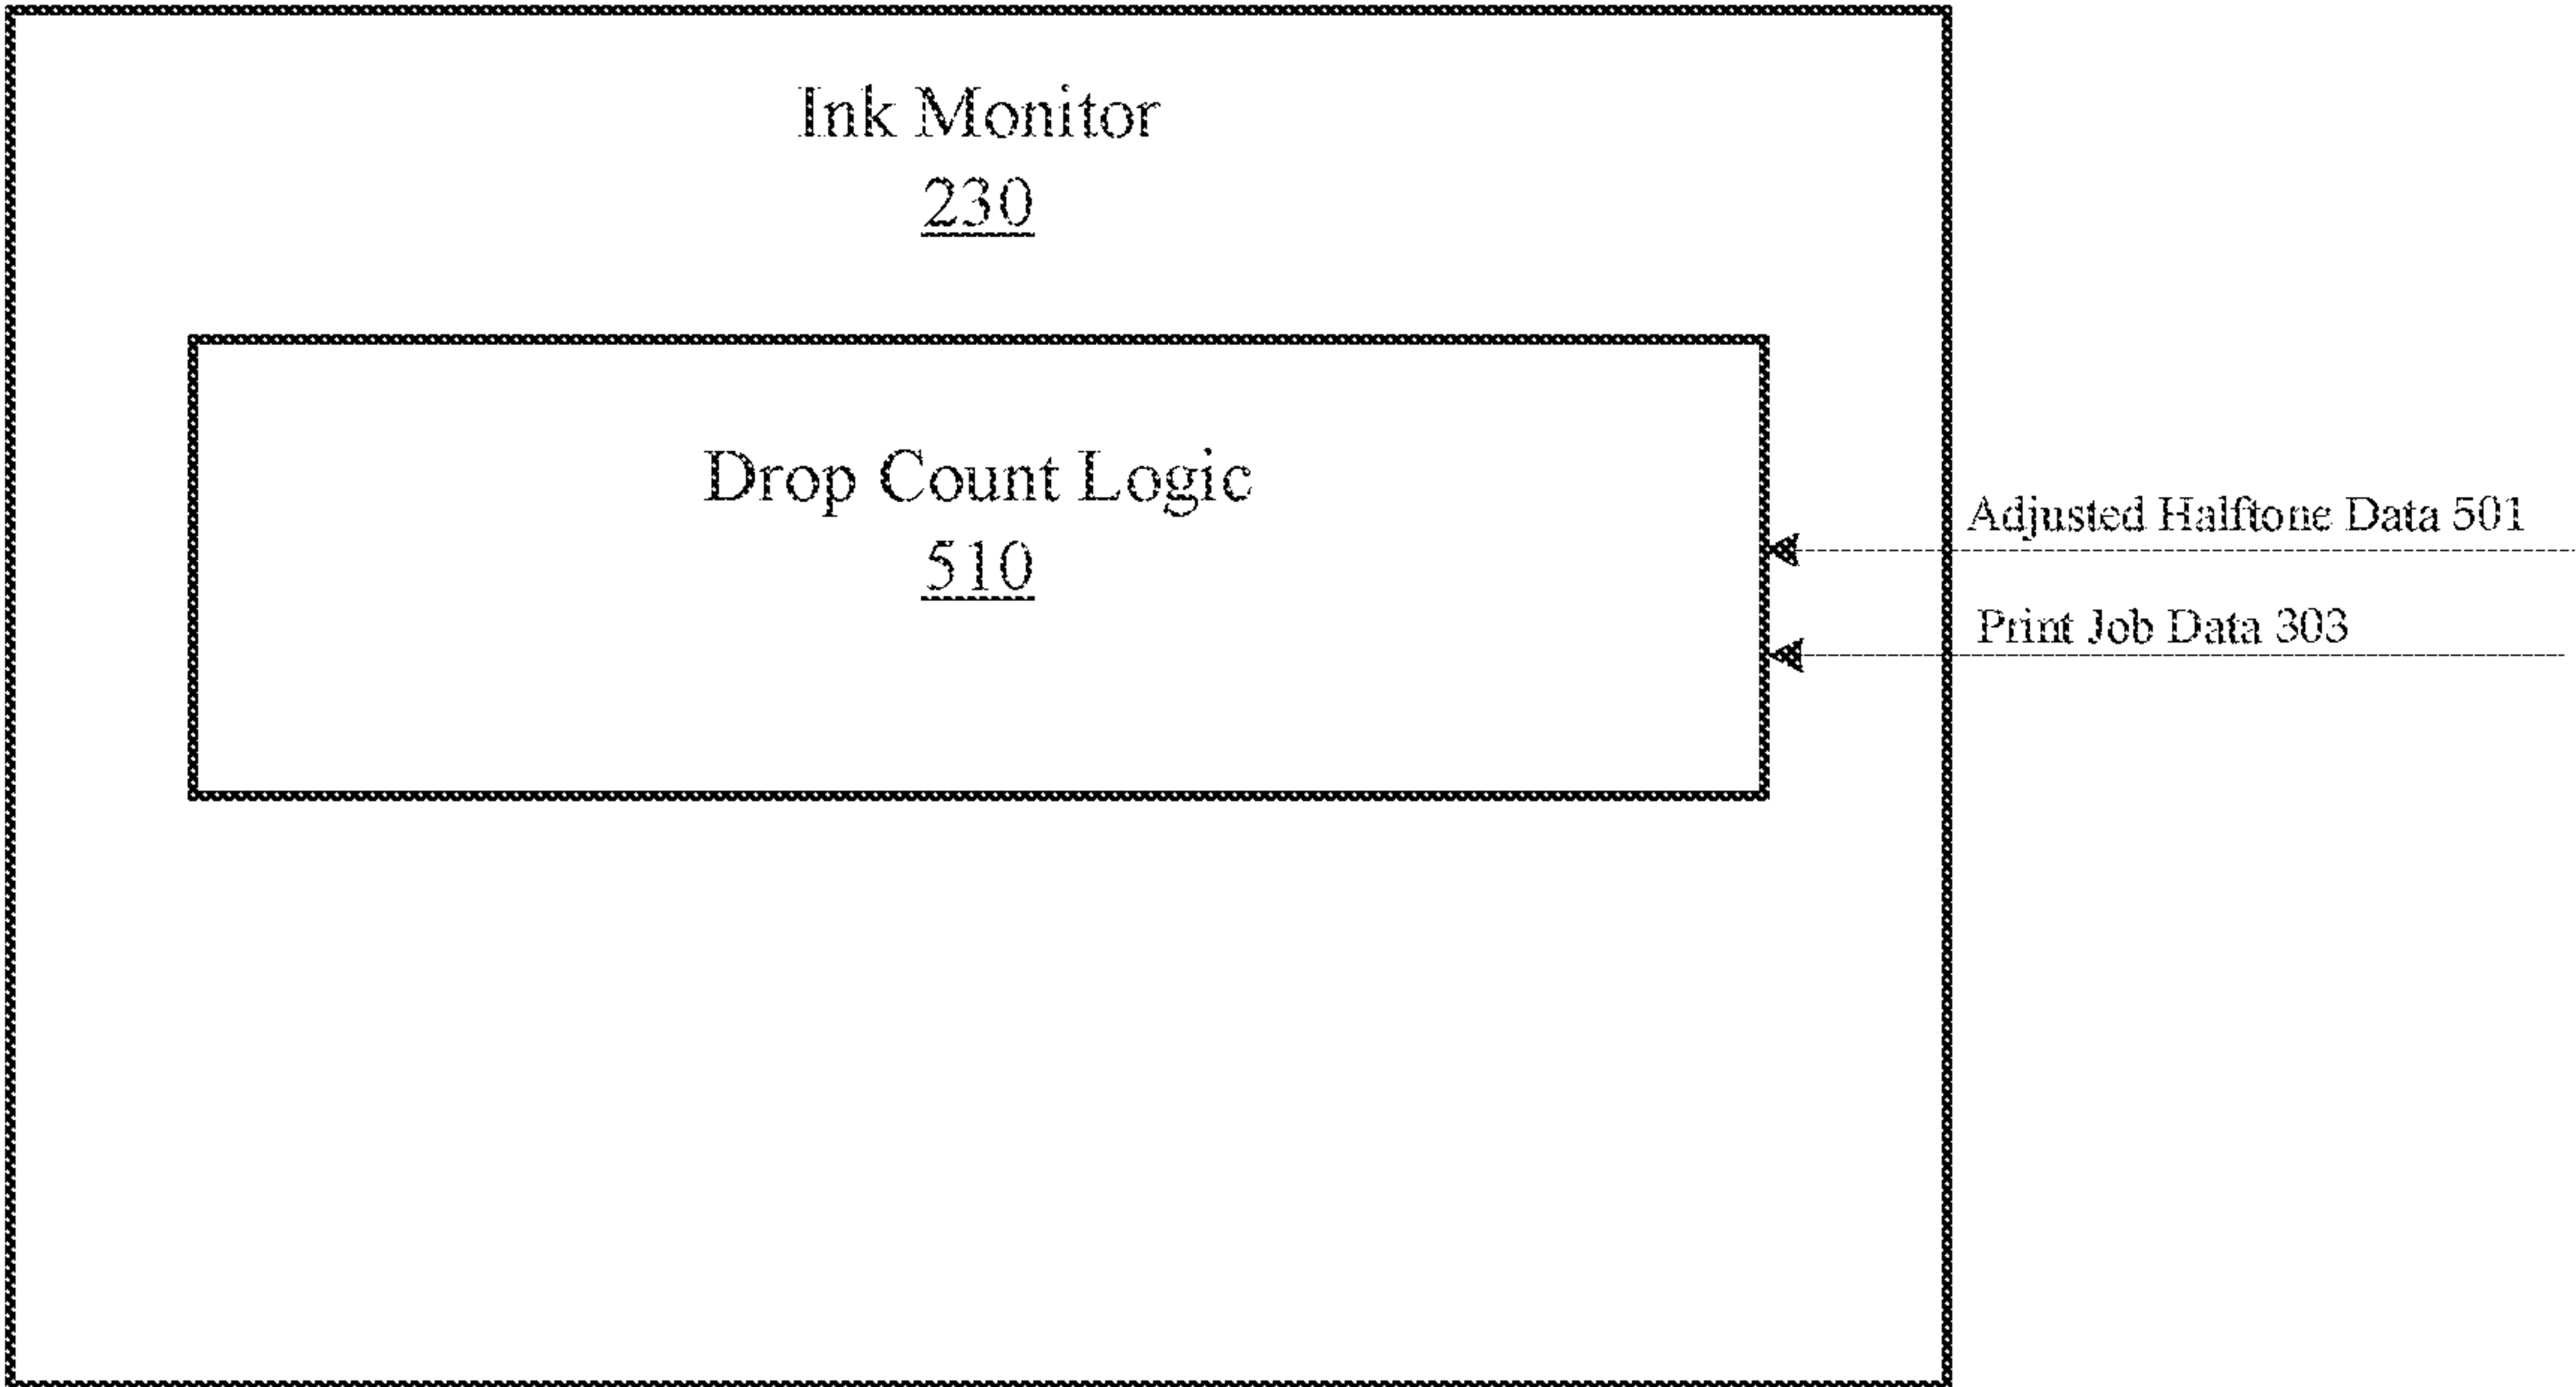 Ink Monitor
230
Drop Count Logic
510
Adjusted Halftone Data 501
Print Job Data 303